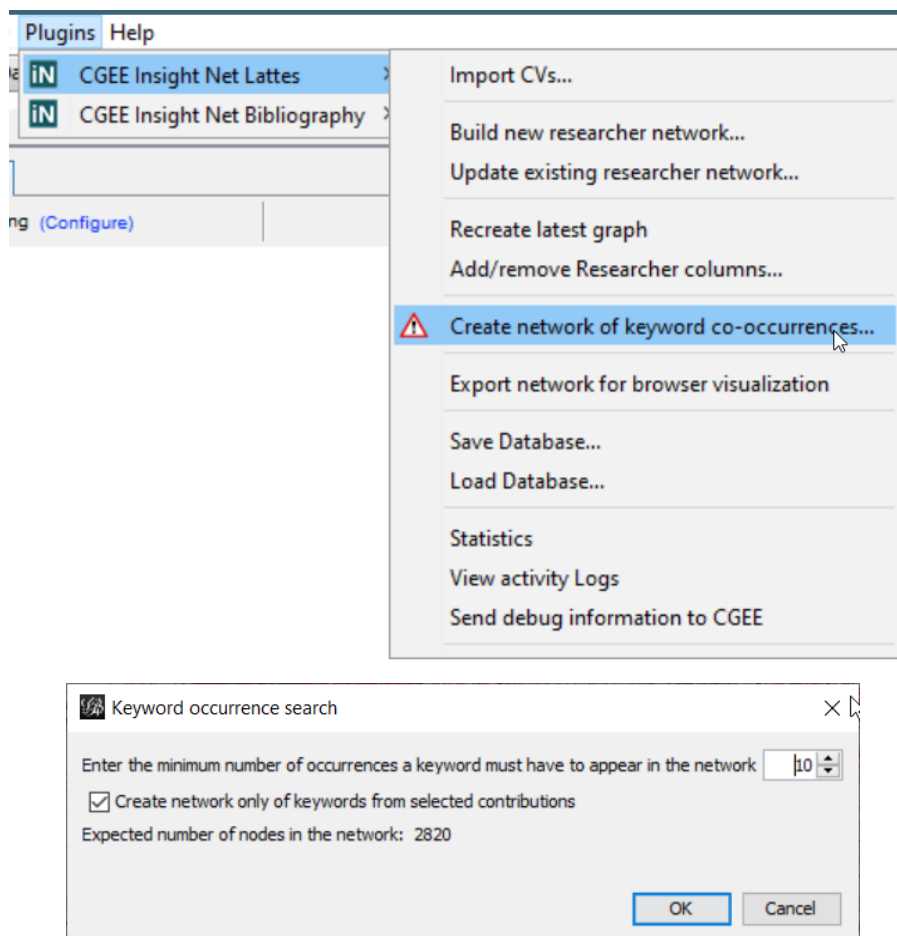 Plugins Help
iN CGEE Insight Net Lattes
iN CGEE Insight Net Bibliography
ng (Configure)
Import CVs...
Build new researcher network...
Update existing researcher network...
Recreate latest graph
Add/remove Researcher columns...
Create network of keyword co-occurrences...
Export network for browser visualization
Save Database...
Load Database...
Statistics
View activity Logs
Send debug information to CGEE
Keyword occurrence search
Enter the minimum number of occurrences a keyword must have to appear in the network 10
Create network only of keywords from selected contributions
Expected number of nodes in the network: 2820
OK Cancel